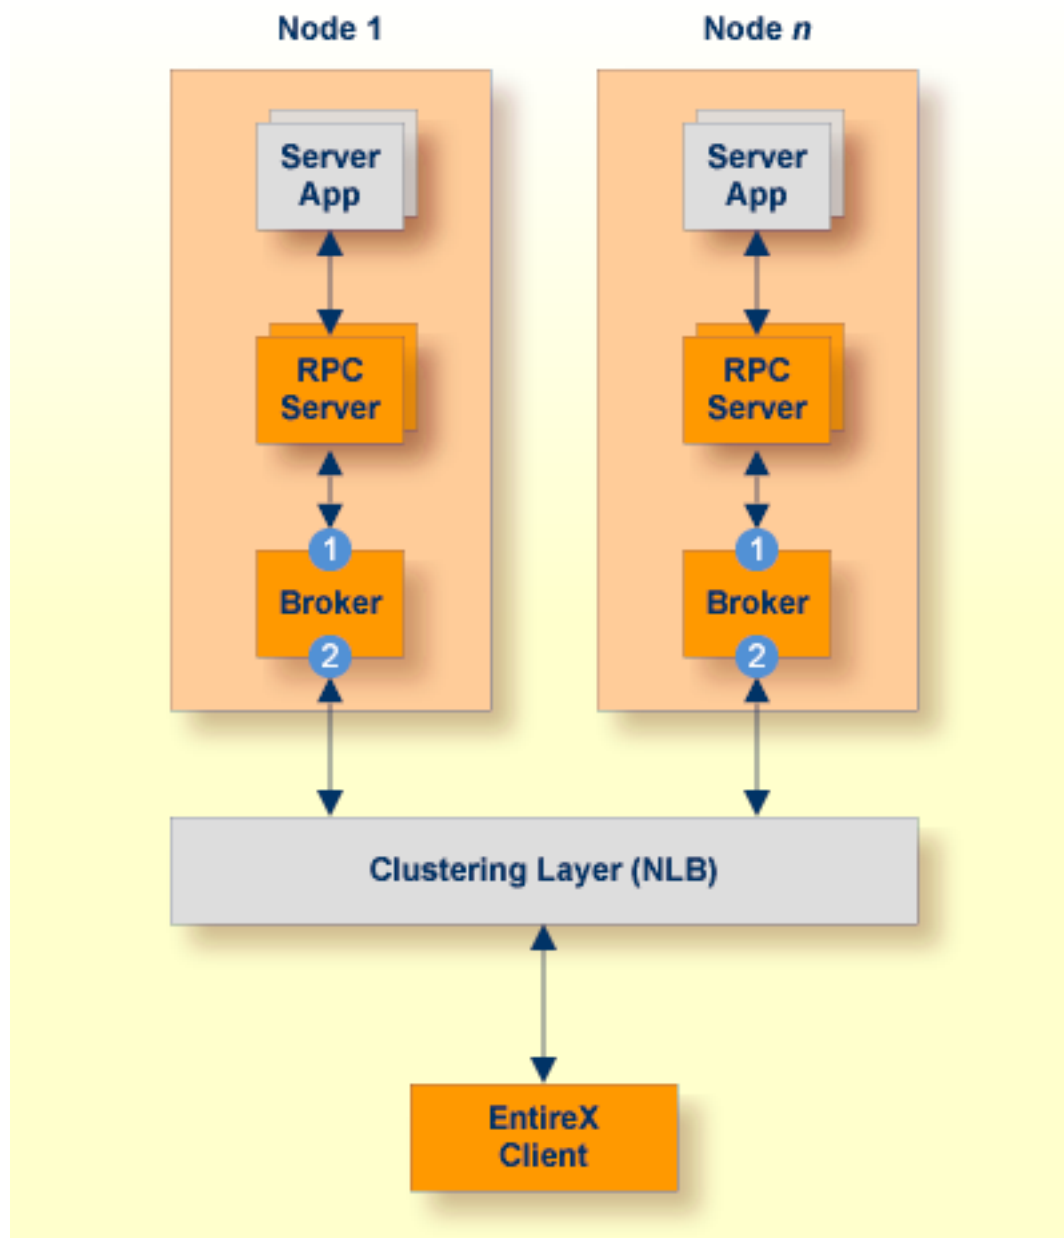 Node 1
Node n
Server
App
Server
App
RPC
Server
RPC
Server
1
1
Broker
Broker
2
2
Clustering Layer (NLB)
EntireX
Client